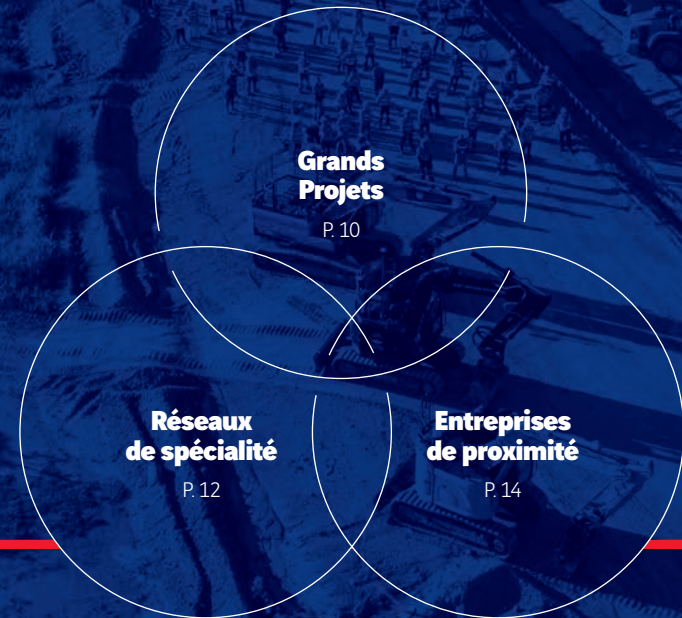 Grands
Projets
P. 10
Réseaux
de spécialité
P. 12
Entreprises
de proximité
P. 14